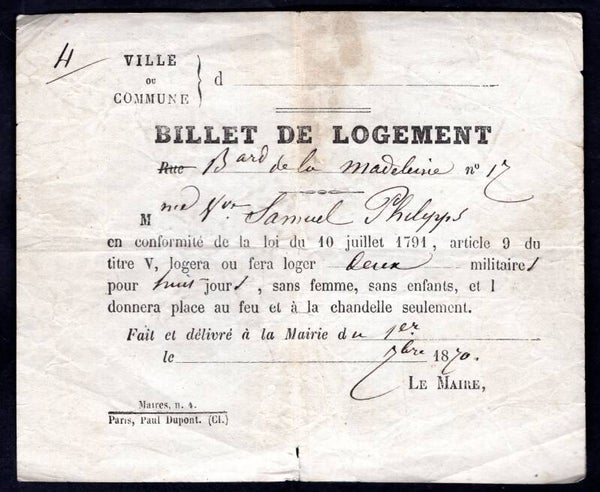 4
VILLE
OU
COMMUNE
d
BILLET DE LOGEMENT
Rue Bard de la Madeleine n° 17
Mme Vve Samuel Philipps
en conformité de la loi du 10 juillet 1791, article 9 du
titre V, logera ou fera loger deux militaires
pour huit jours, sans femme, sans enfants, et l
donnera place au feu et à la chandelle seulement.
Fait et délivré à la Mairie du 1er
le 7bre 1870.
LE MAIRE,
Maires, n. 4.
Paris, Paul Dupont. (Cl.)